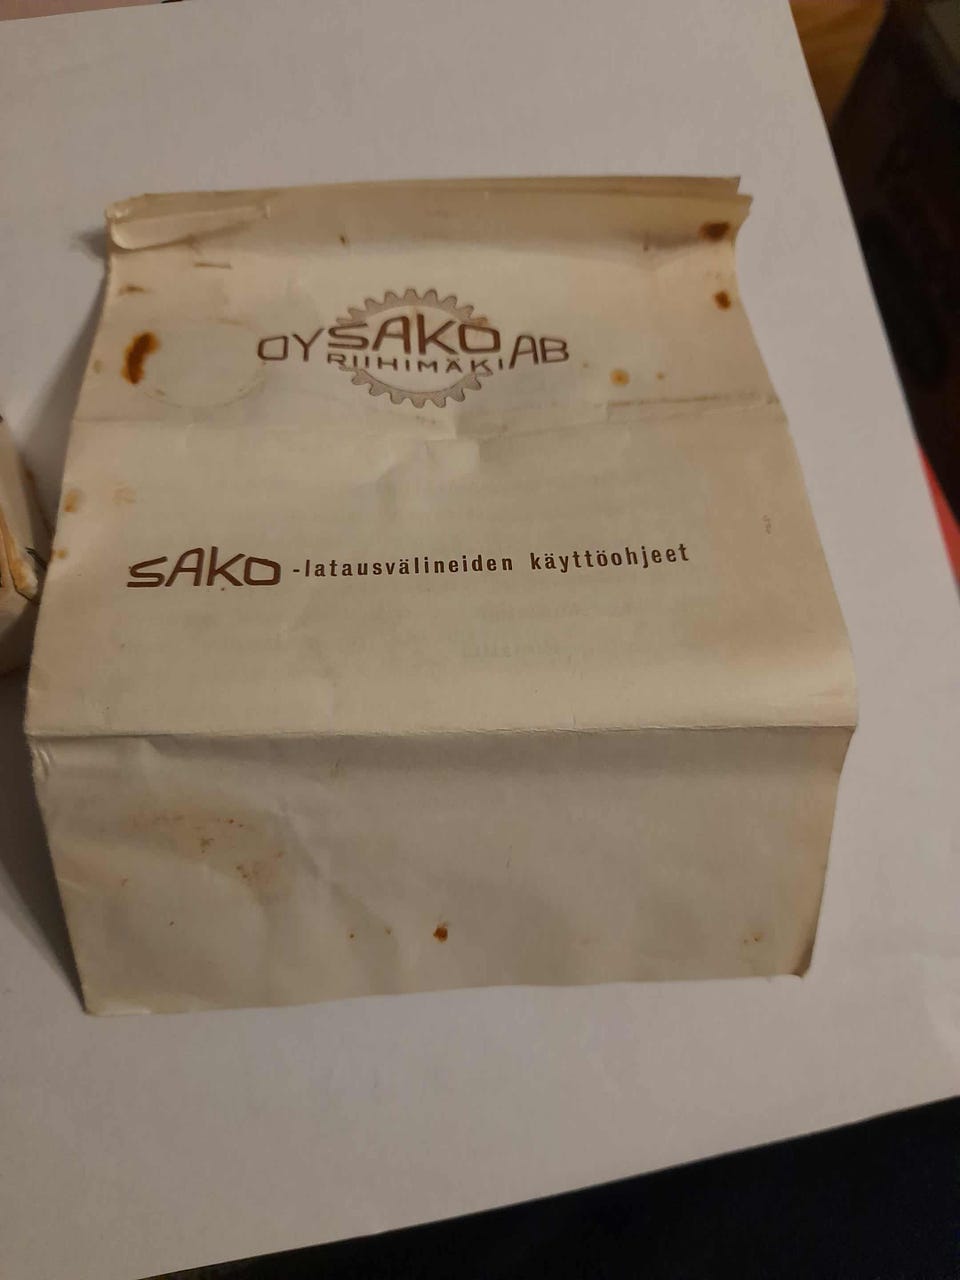 OY SAKO AB
RIIHIMÄKI
SAKO -latausvälineiden käyttöohjeet